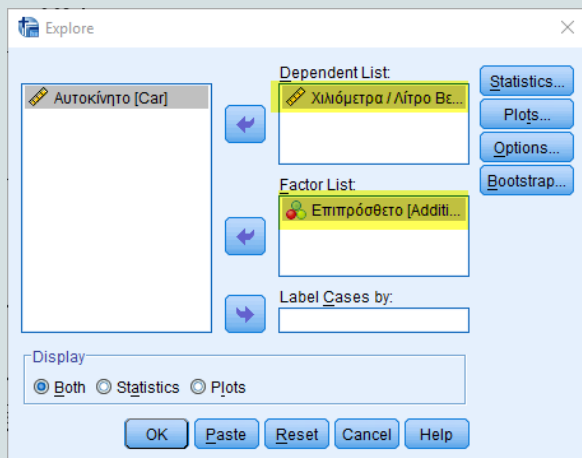 Explore
Αυτοκίνητο [Car]
Dependent List:
Χιλιόμετρα / Λίτρο Βε...
Factor List:
Επιπρόσθετο [Additi...
Label Cases by:
Statistics...
Plots...
Options...
Bootstrap...
Display
Both Statistics Plots
OK Paste Reset Cancel Help